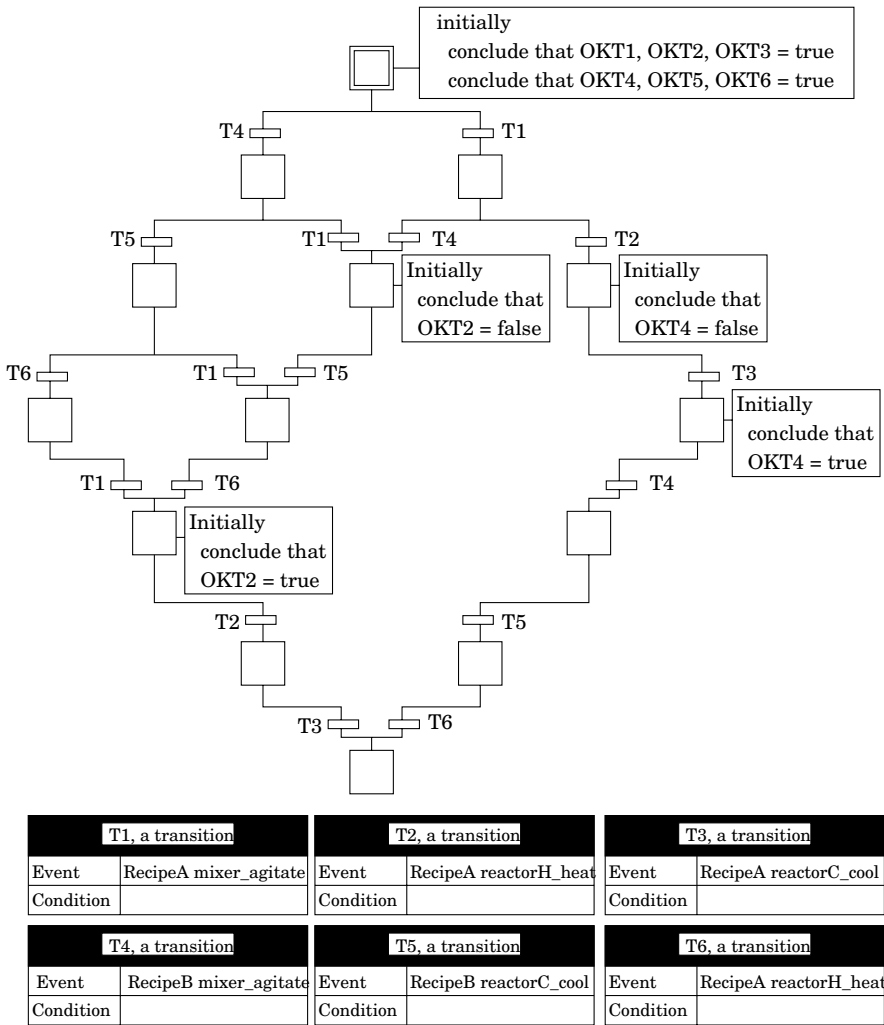 initially
conclude that OKT1, OKT2, OKT3 = true
conclude that OKT4, OKT5, OKT6 = true
T4
T1
T5
T1
T4
T2
Initially
conclude that
OKT2 = false
Initially
conclude that
OKT4 = false
T6
T1
T5
T3
Initially
conclude that
OKT4 = true
T1
T6
T4
Initially
conclude that
OKT2 = true
T2
T5
T3
T6
T1, a transition
Event RecipeA mixer_agitate
Condition
T2, a transition
Event RecipeA reactorH_heat
Condition
T3, a transition
Event RecipeA reactorC_cool
Condition
T4, a transition
Event RecipeB mixer_agitate
Condition
T5, a transition
Event RecipeB reactorC_cool
Condition
T6, a transition
Event RecipeA reactorH_heat
Condition